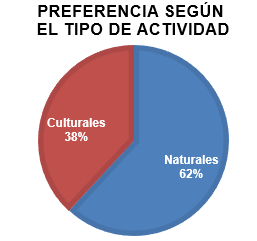 PREFERENCIA SEGÚN
EL TIPO DE ACTIVIDAD
Culturales
38%
Naturales
62%